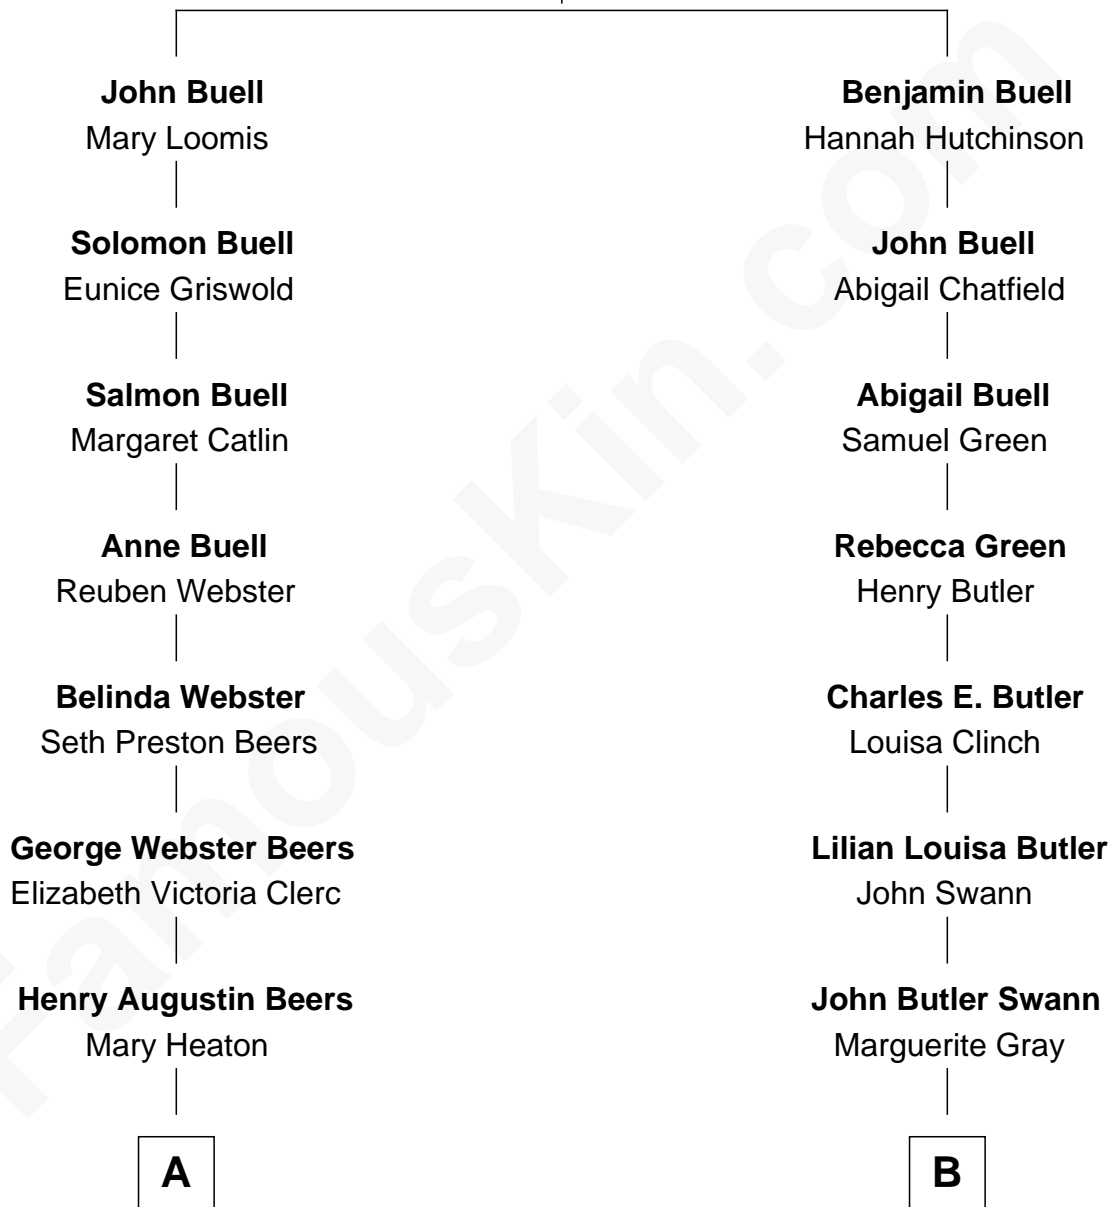 John Buell
Mary Loomis
Solomon Buell
Eunice Griswold
Salmon Buell
Margaret Catlin
Anne Buell
Reuben Webster
Belinda Webster
Seth Preston Beers
George Webster Beers
Elizabeth Victoria Clerc
Henry Augustin Beers
Mary Heaton
A
Benjamin Buell
Hannah Hutchinson
John Buell
Abigail Chatfield
Abigail Buell
Samuel Green
Rebecca Green
Henry Butler
Charles E. Butler
Louisa Clinch
Lilian Louisa Butler
John Swann
John Butler Swann
Marguerite Gray
B
FamousKin.com